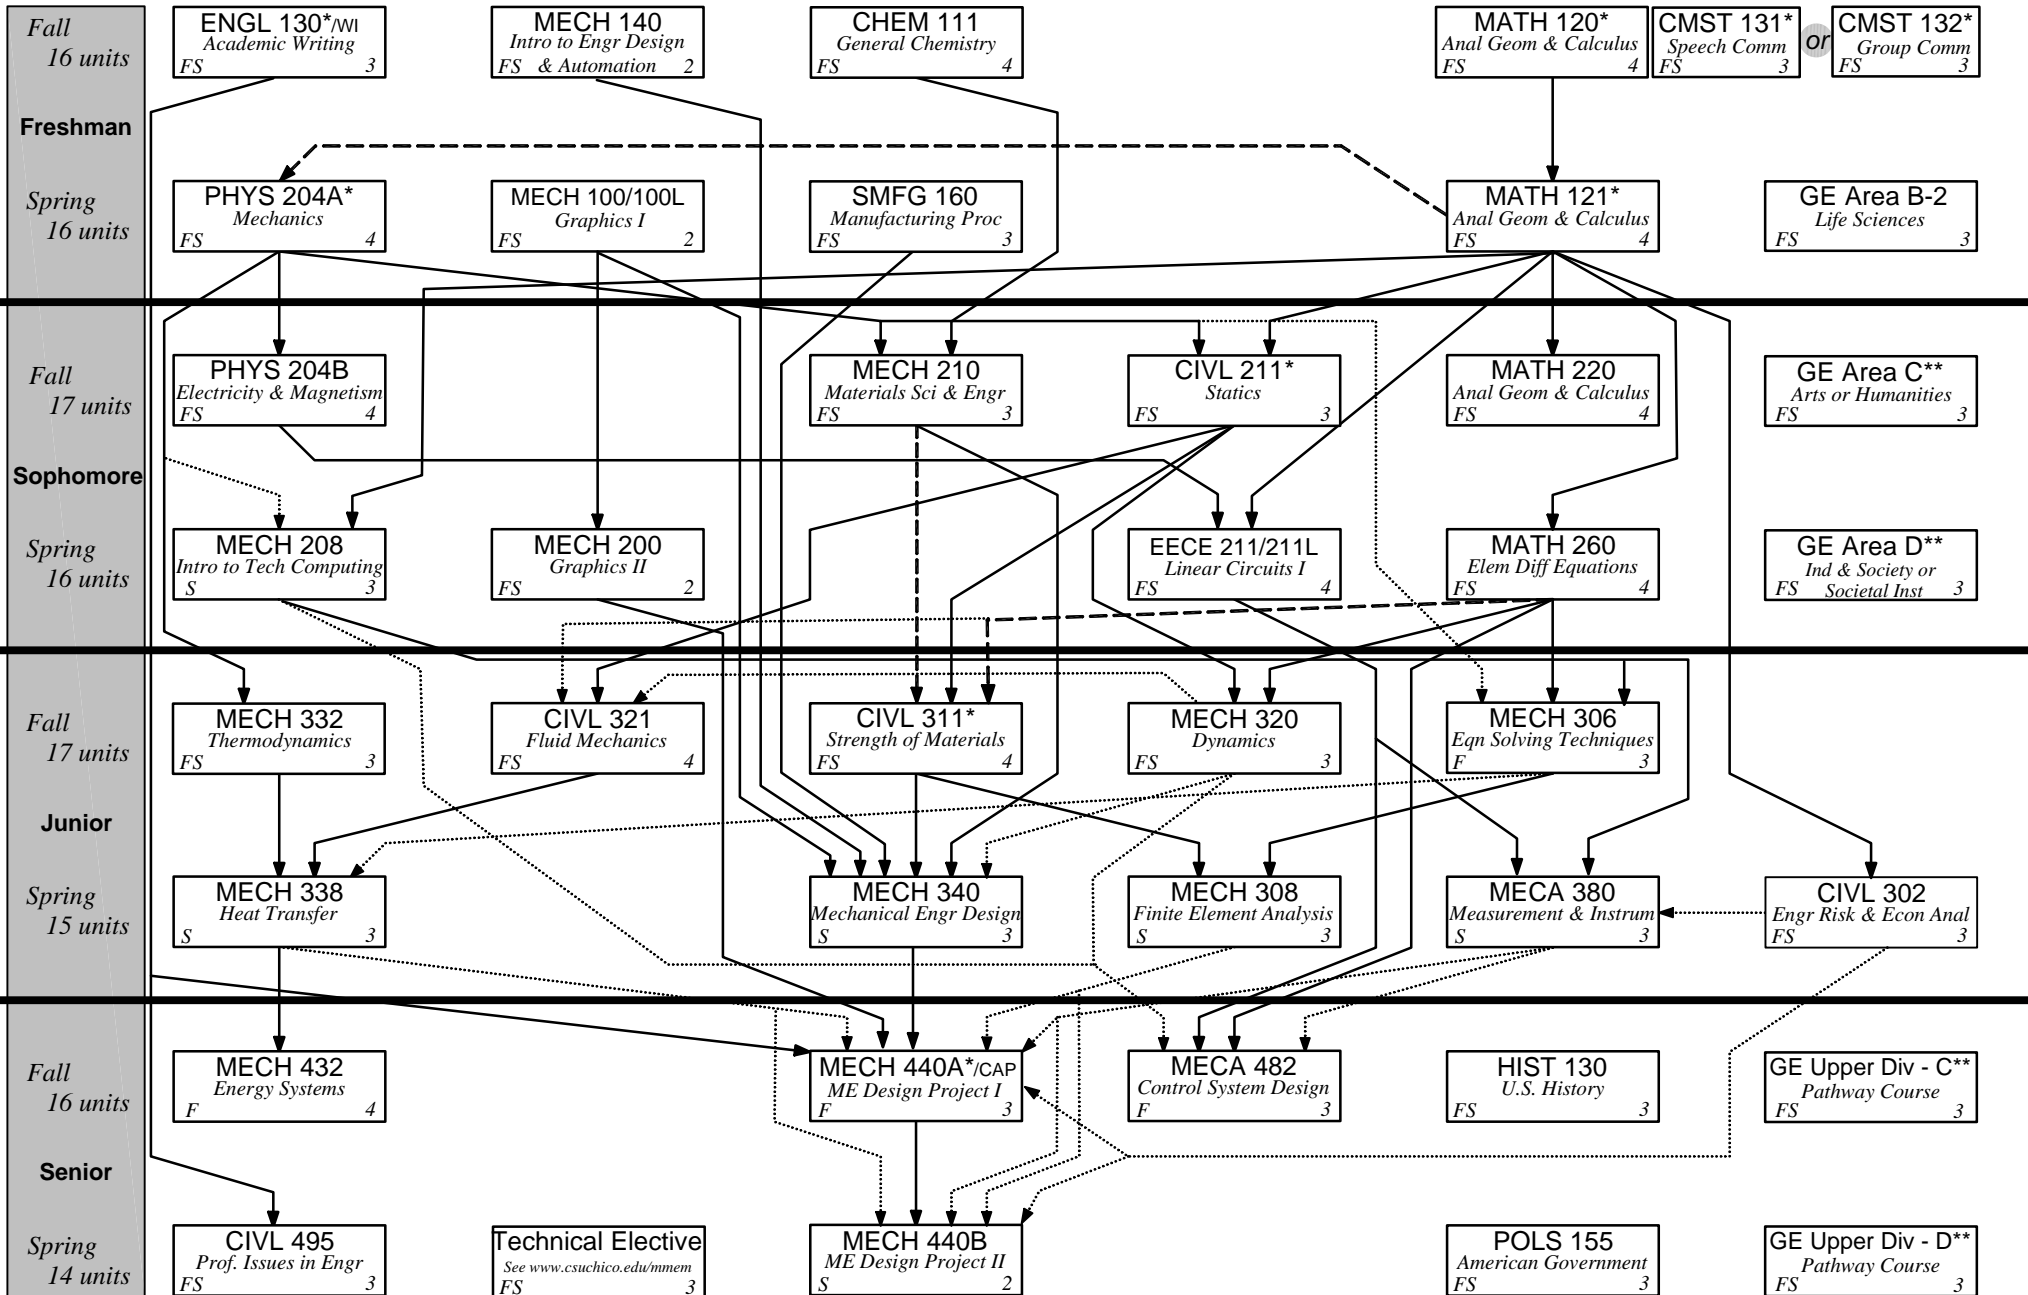 Fall
16 units
ENGL 130*/WI
Academic Writing
FS 3
MECH 140
Intro to Engr Design
FS & Automation 2
CHEM 111
General Chemistry
FS 4
MATH 120*
Anal Geom & Calculus
FS 4
CMST 131*
Speech Comm
FS 3
or
CMST 132*
Group Comm
FS 3
Freshman
Spring
16 units
PHYS 204A*
Mechanics
FS 4
MECH 100/100L
Graphics I
FS 2
SMFG 160
Manufacturing Proc
FS 3
MATH 121*
Anal Geom & Calculus
FS 4
GE Area B-2
Life Sciences
FS 3
Fall
17 units
PHYS 204B
Electricity & Magnetism
FS 4
MECH 210
Materials Sci & Engr
FS 3
CIVL 211*
Statics
FS 3
MATH 220
Anal Geom & Calculus
FS 4
GE Area C**
Arts or Humanities
FS 3
Sophomore
Spring
16 units
MECH 208
Intro to Tech Computing
S 3
MECH 200
Graphics II
FS 2
EECE 211/211L
Linear Circuits I
FS 4
MATH 260
Elem Diff Equations
FS 4
GE Area D**
Ind & Society or
FS Societal Inst 3
Fall
17 units
MECH 332
Thermodynamics
FS 3
CIVL 321
Fluid Mechanics
FS 4
CIVL 311*
Strength of Materials
FS 4
MECH 320
Dynamics
FS 3
MECH 306
Eqn Solving Techniques
F 3
Junior
Spring
15 units
MECH 338
Heat Transfer
S 3
MECH 340
Mechanical Engr Design
S 3
MECH 308
Finite Element Analysis
S 3
MECA 380
Measurement & Instrum
S 3
CIVL 302
Engr Risk & Econ Anal
FS 3
Fall
16 units
MECH 432
Energy Systems
F 4
MECH 440A*/CAP
ME Design Project I
F 3
MECA 482
Control System Design
F 3
HIST 130
U.S. History
FS 3
GE Upper Div - C**
Pathway Course
FS 3
Senior
Spring
14 units
CIVL 495
Prof. Issues in Engr
FS 3
Technical Elective
See www.csuchico.edu/mmem
FS 3
MECH 440B
ME Design Project II
S 2
POLS 155
American Government
FS 3
GE Upper Div - D**
Pathway Course
FS 3